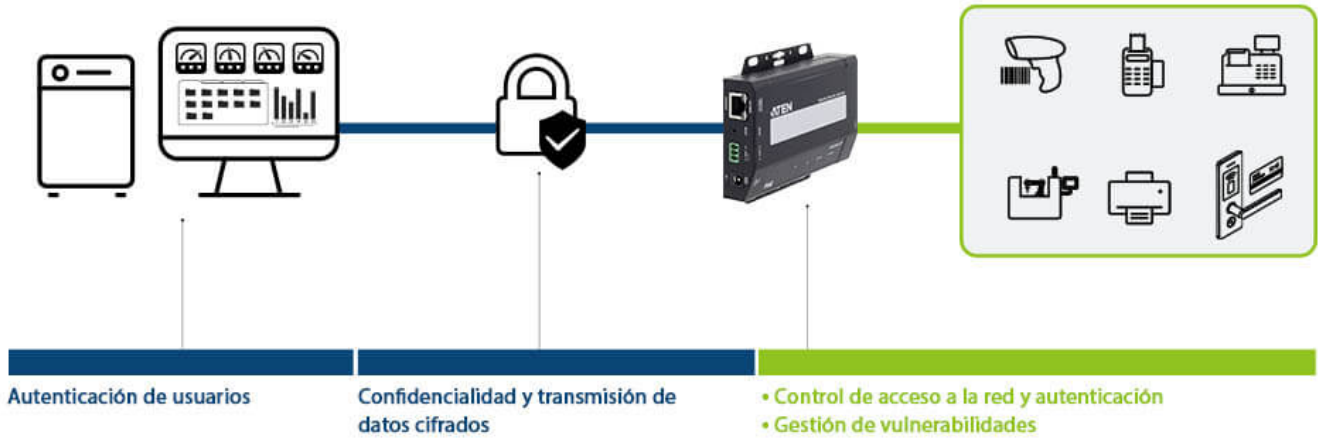 ATEN
Autenticación de usuarios
Confidencialidad y transmisión de
datos cifrados
• Control de acceso a la red y autenticación
• Gestión de vulnerabilidades